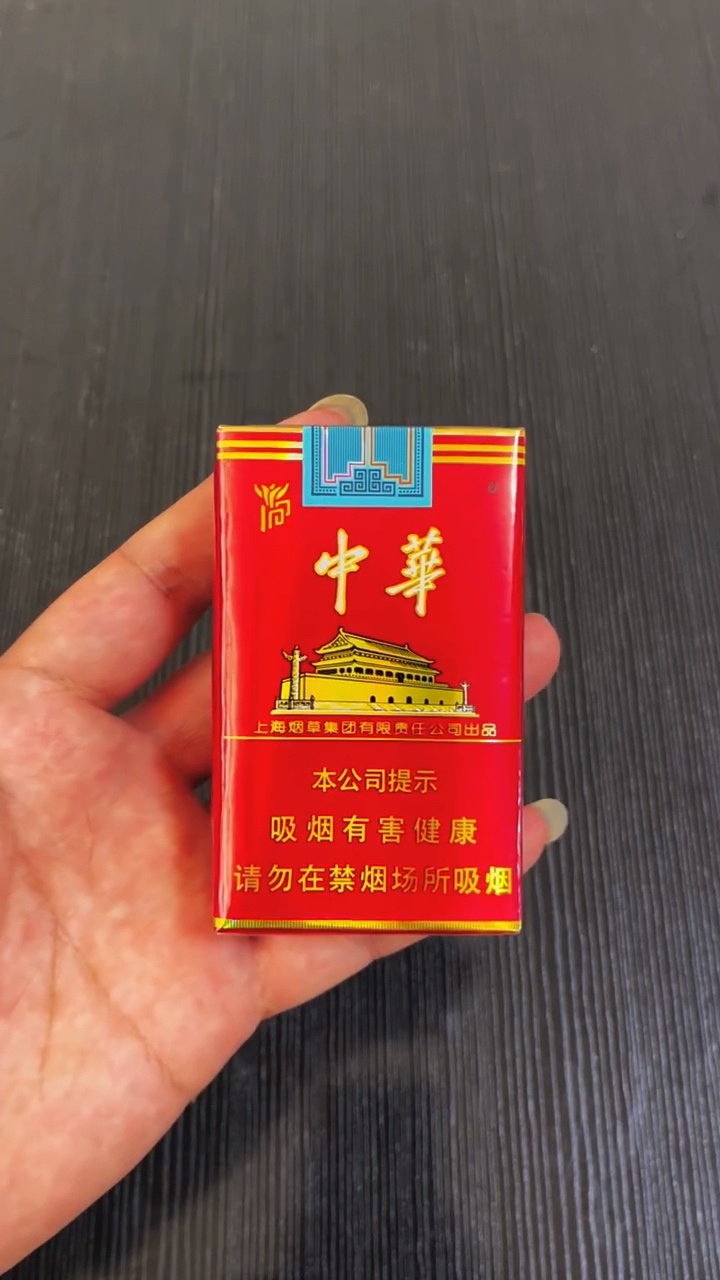 中華
上海烟草集团有限责任公司出品
本公司提示
吸烟有害健康
请勿在禁烟场所吸烟